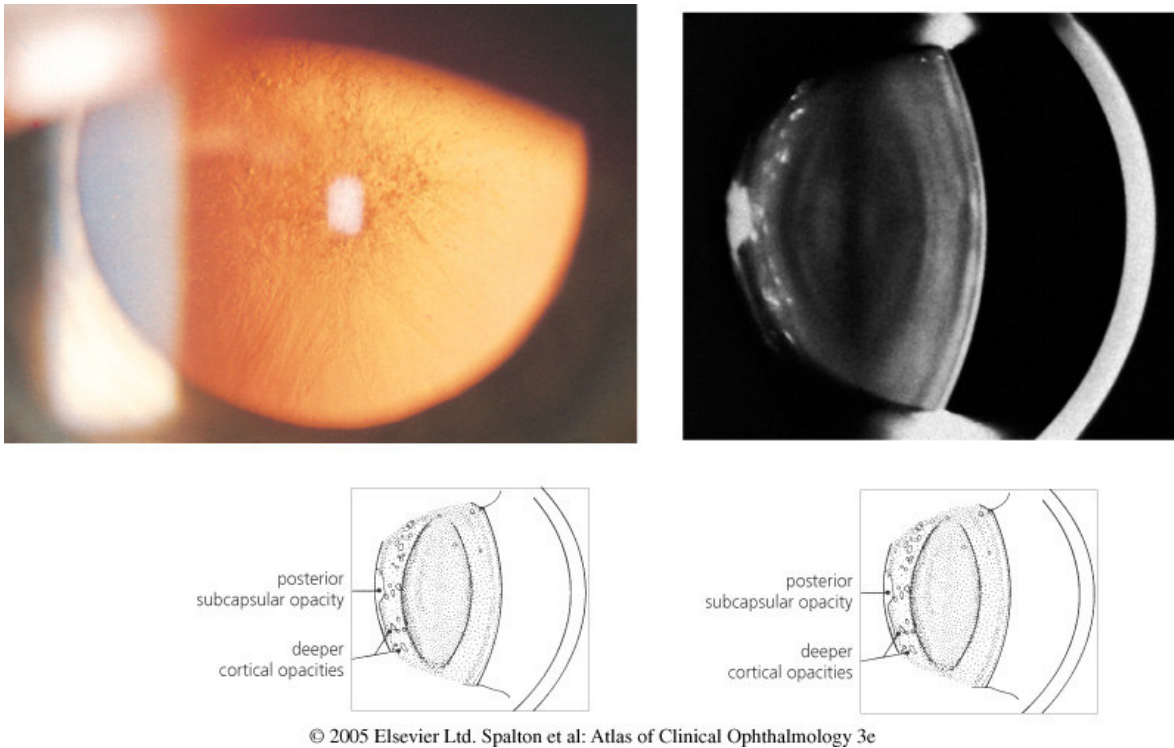 posterior
subcapsular opacity
deeper
cortical opacities
posterior
subcapsular opacity
deeper
cortical opacities
© 2005 Elsevier Ltd. Spalton et al: Atlas of Clinical Ophthalmology 3e